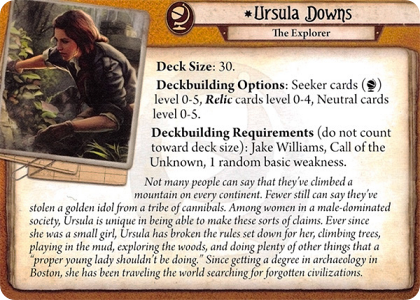 *Ursula Downs
The Explorer
Deck Size: 30.
Deckbuilding Options: Seeker cards ( )
level 0-5, Relic cards level 0-4, Neutral cards
level 0-5.
Deckbuilding Requirements (do not count
toward deck size): Jake Williams, Call of the
Unknown, 1 random basic weakness.
Not many people can say that they've climbed a
mountain on every continent. Fewer still can say they've
stolen a golden idol from a tribe of cannibals. Among women in a male-dominated
society, Ursula is unique in being able to make these sorts of claims. Ever since
she was a small girl, Ursula has broken the rules set down for her, climbing trees,
playing in the mud, exploring the woods, and doing plenty of other things that a
"proper young lady shouldn't be doing." Since getting a degree in archaeology in
Boston, she has been traveling the world searching for forgotten civilizations.